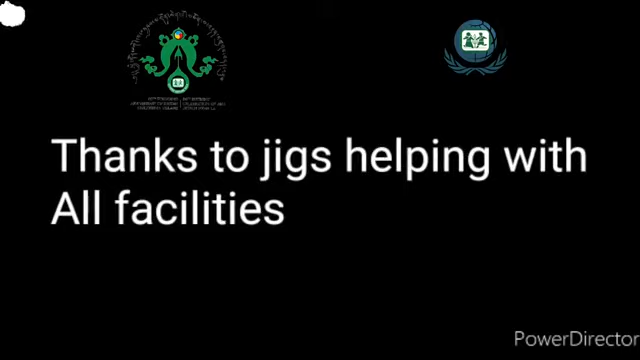 Thanks to jigs helping with
All facilities
PowerDirector